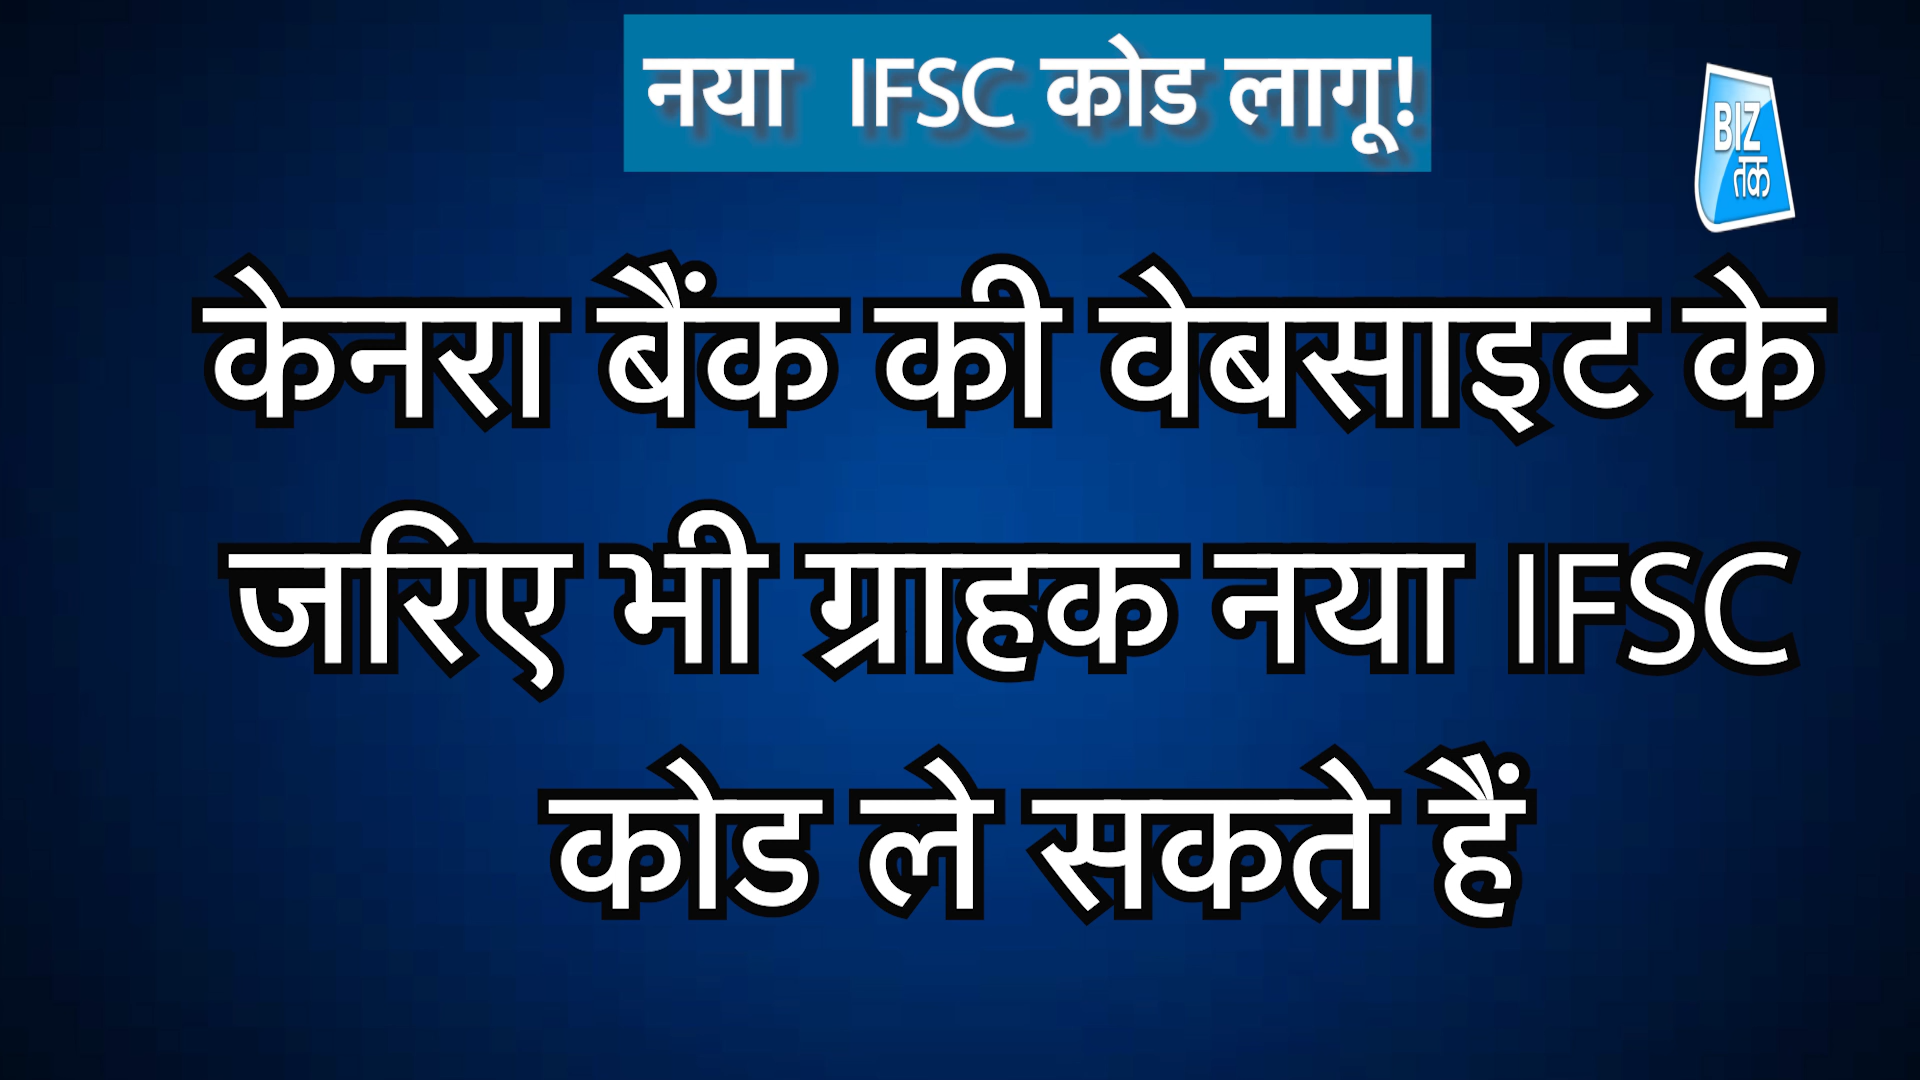 नया IFSC कोड लागू!
BIZ
तक
केनरा बैंक की वेबसाइट के
जरिए भी ग्राहक नया IFSC
कोड ले सकते हैं